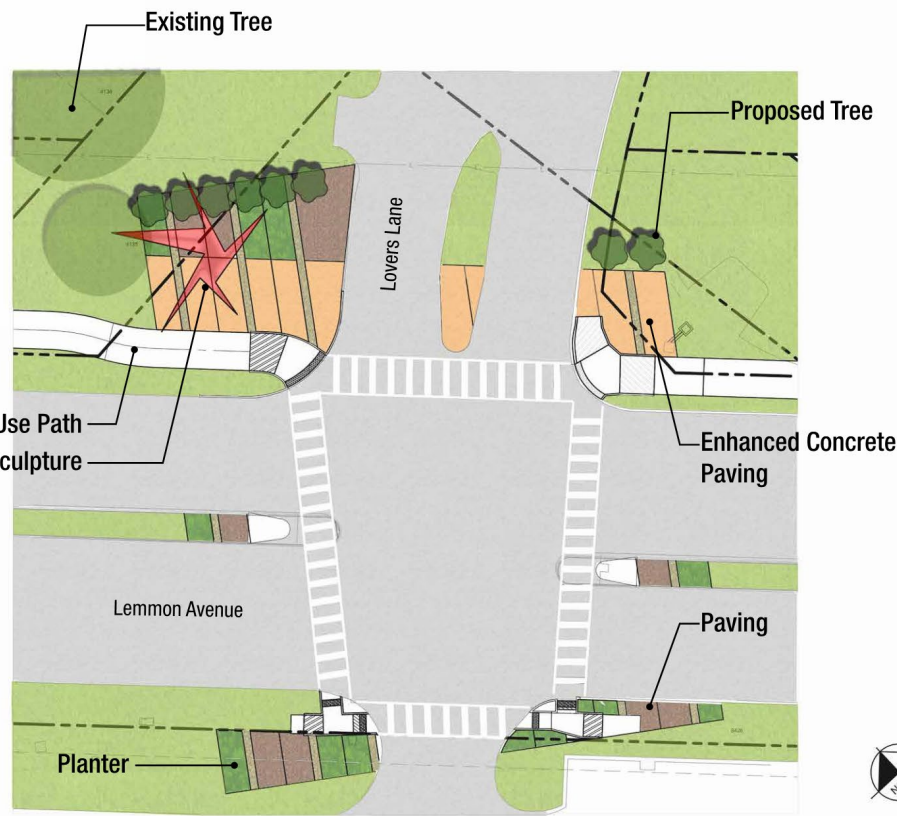 Existing Tree
Proposed Tree
Lovers Lane
Use Path
culpture
Enhanced Concrete
Paving
Lemmon Avenue
Paving
Planter
N